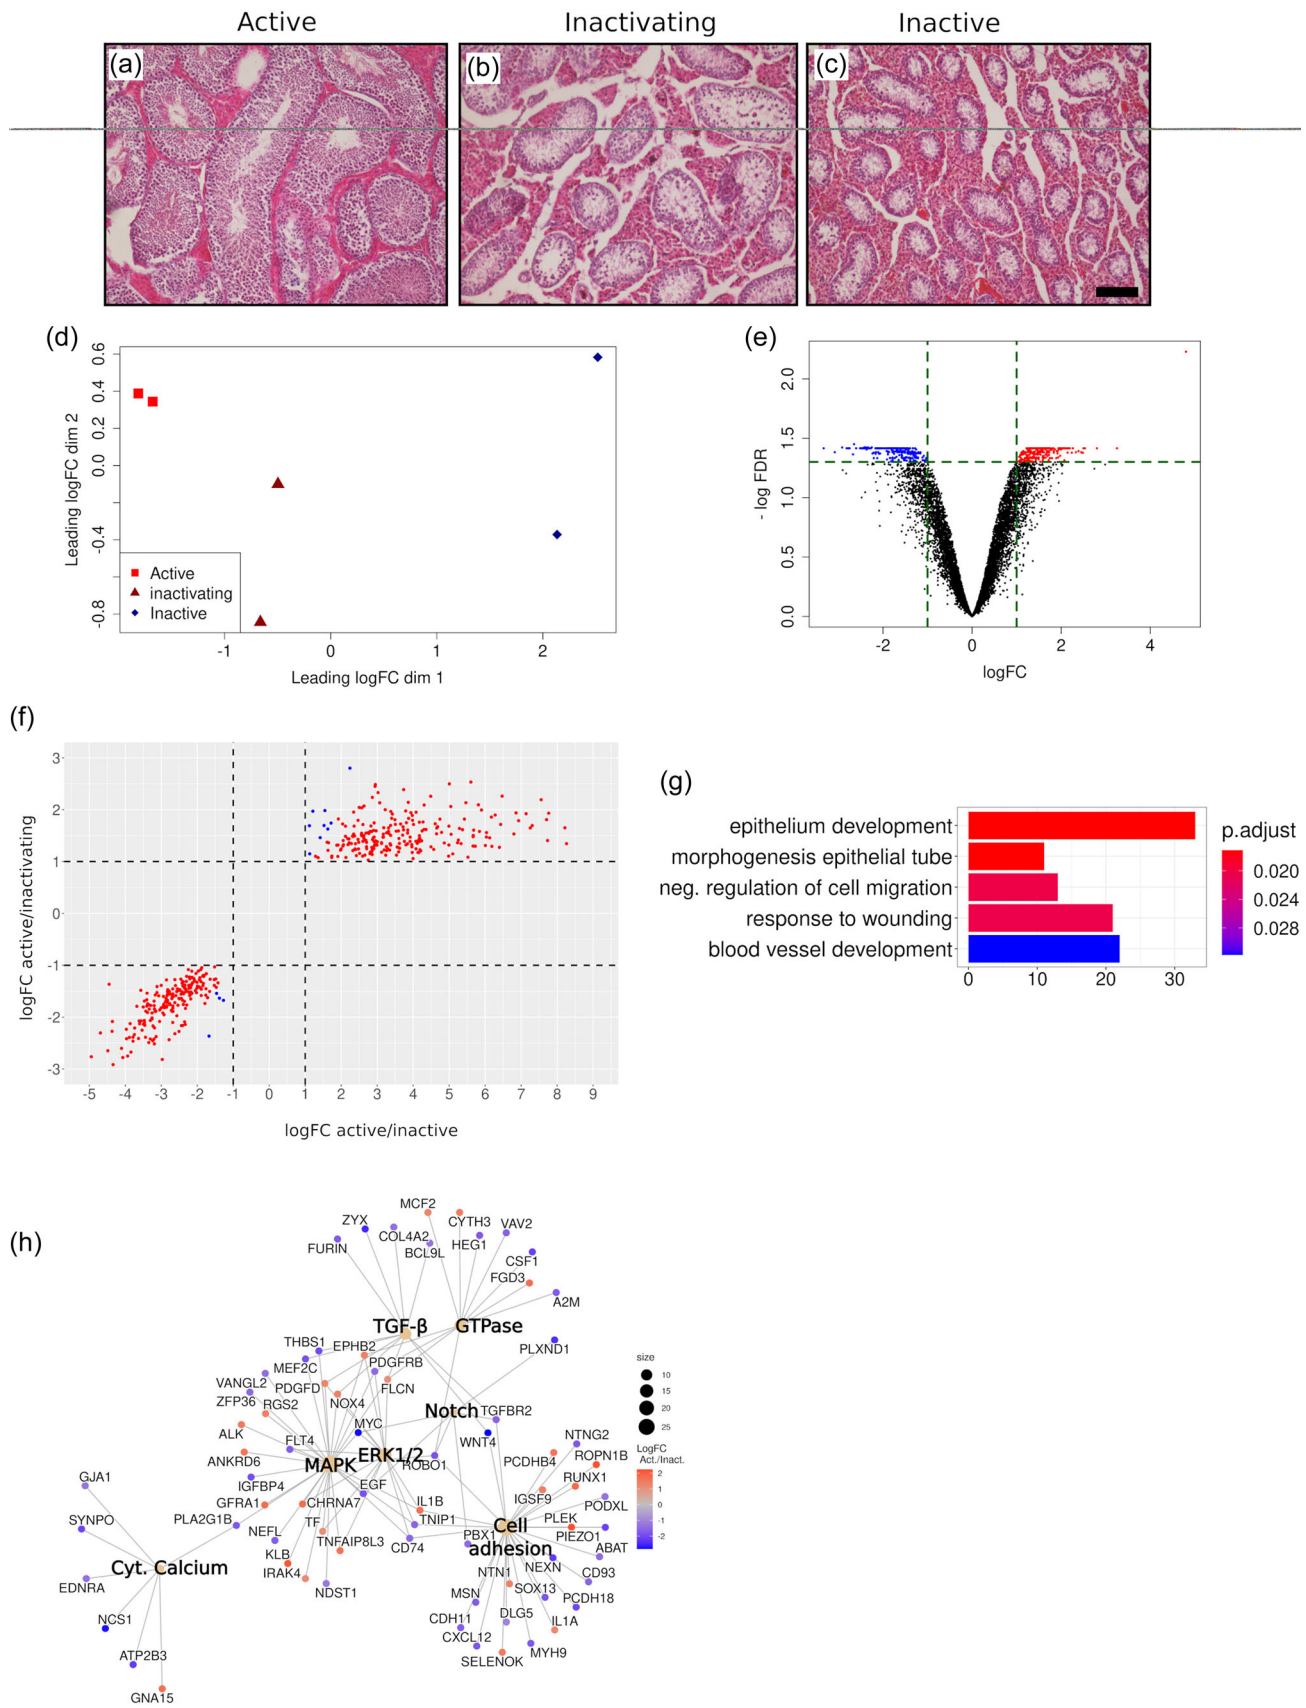 Active Inactivating Inactive
(a) (b) (c)
(d)
Leading logFC dim 2
0.6
0.4
0.2
0.0
-0.4
-0.8
Active
inactivating
Inactive
-1 0 1 2
Leading logFC dim 1
(e)
- log FDR
2.0
1.5
1.0
0.5
0.0
-2 0 2 4
logFC
(f)
logFC active/inactivating
3
2
1
0
-1
-2
-3
-5 -4 -3 -2 -1 0 1 2 3 4 5 6 7 8 9
logFC active/inactive
(g)
epithelium development
morphogenesis epithelial tube
neg. regulation of cell migration
response to wounding
blood vessel development
0 10 20 30
p.adjust
0.020
0.024
0.028
(h)
MCF2
ZYX
CYTH3
VAV2
COL4A2
FURIN
BCL9L
HEG1
CSF1
FGD3
A2M
TGF-β
GTPase
THBS1
EPHB2
PLXND1
MEF2C
PDGFRB
VANGL2
PDGFD
FLCN
ZFP36
RGS2
NOX4
Notch
TGFBR2
ALK
MYC
FLT4
WNT4
NTNG2
ANKRD6
MAPK
ERK1/2
ROBO1
PCDHB4
ROPN1B
GJA1
IGFBP4
EGF
RUNX1
GFRA1
CHRNA7
IL1B
IGSF9
PODXL
SYNPO
PLA2G1B
TF
TNIP1
PLEK
NEFL
TNFAIP8L3
PBX1
Cell
adhesion
PIEZO1
KLB
CD74
ABAT
Cyt. Calcium
IRAK4
NEXN
CD93
EDNRA
NDST1
NTN1
SOX13
PCDH18
MSN
NCS1
CDH11
DLG5
IL1A
CXCL12
MYH9
ATP2B3
SELENOK
GNA15
size
10
15
20
25
LogFC
Act./Inact.
2
1
0
-1
-2